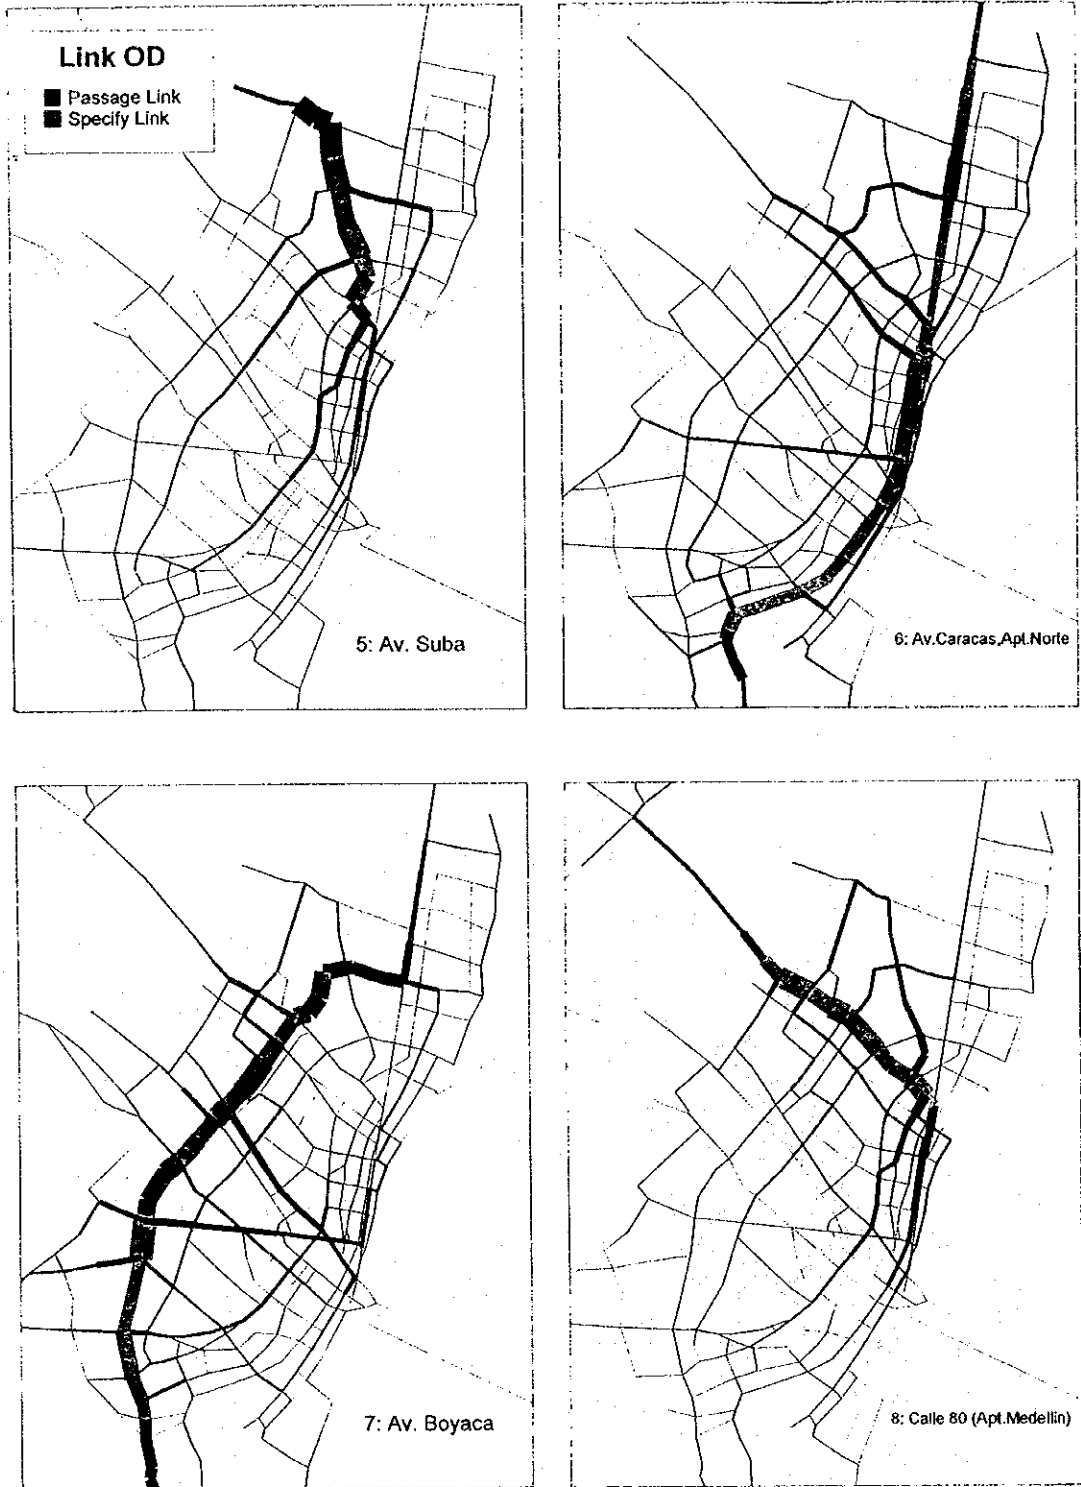 Link OD
Passage Link
Specify Link
5: Av. Suba
6: Av.Caracas,Apt.Norte
7: Av. Boyaca
8: Calle 80 (Apt.Medellin)